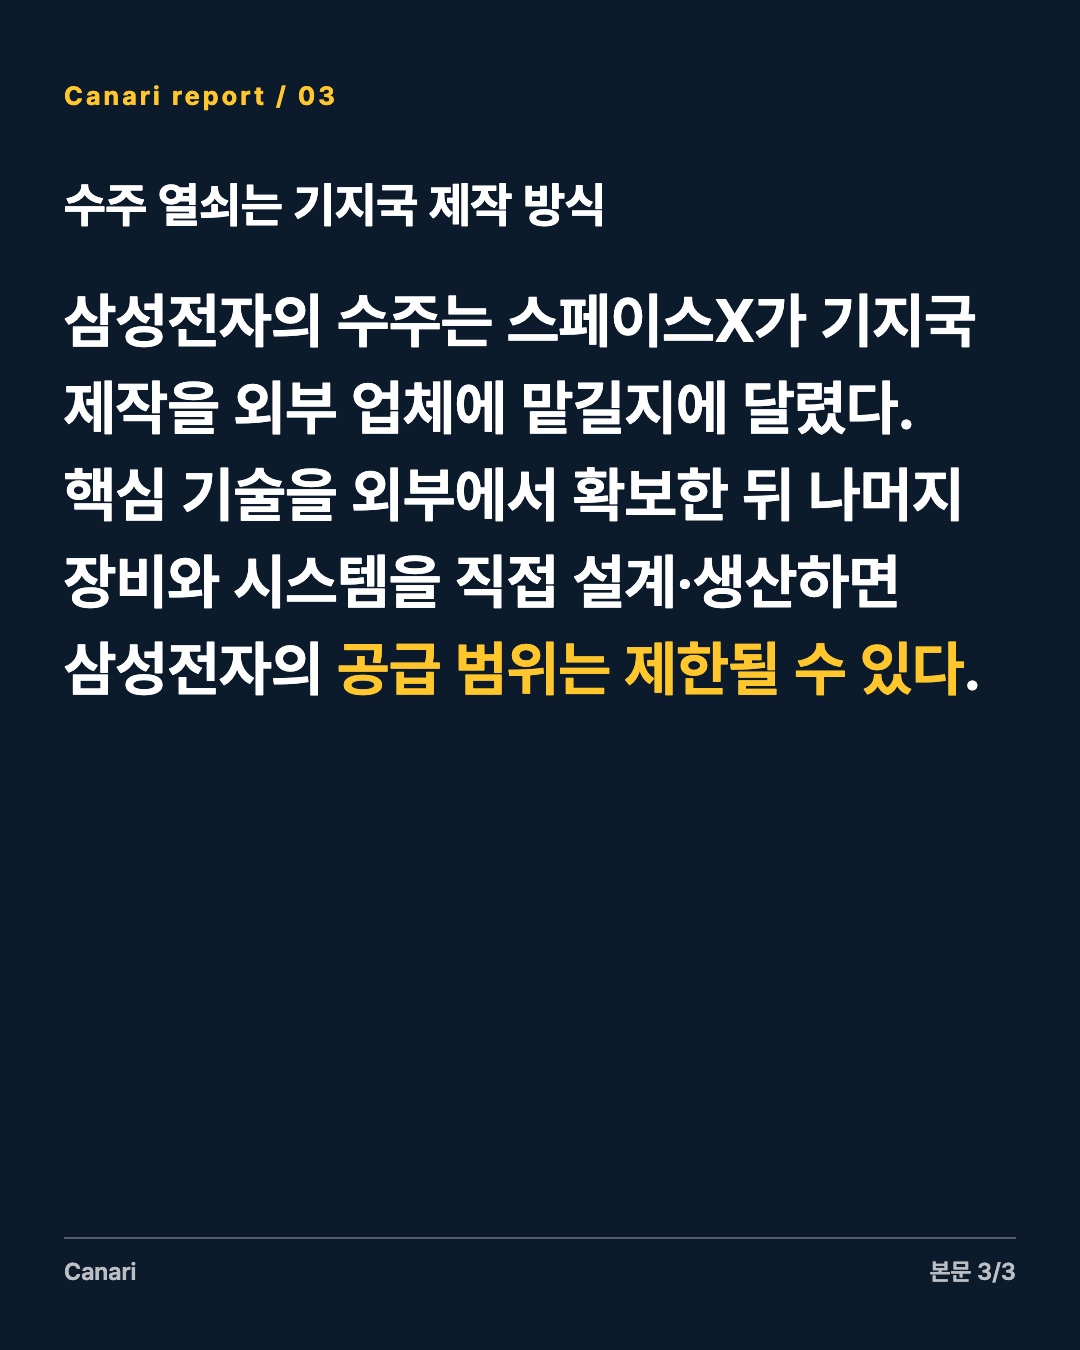 Canari report / 03
수주 열쇠는 기지국 제작 방식
삼성전자의 수주는 스페이스X가 기지국
제작을 외부 업체에 맡길지에 달렸다.
핵심 기술을 외부에서 확보한 뒤 나머지
장비와 시스템을 직접 설계·생산하면
삼성전자의 공급 범위는 제한될 수 있다.
Canari
본문 3/3